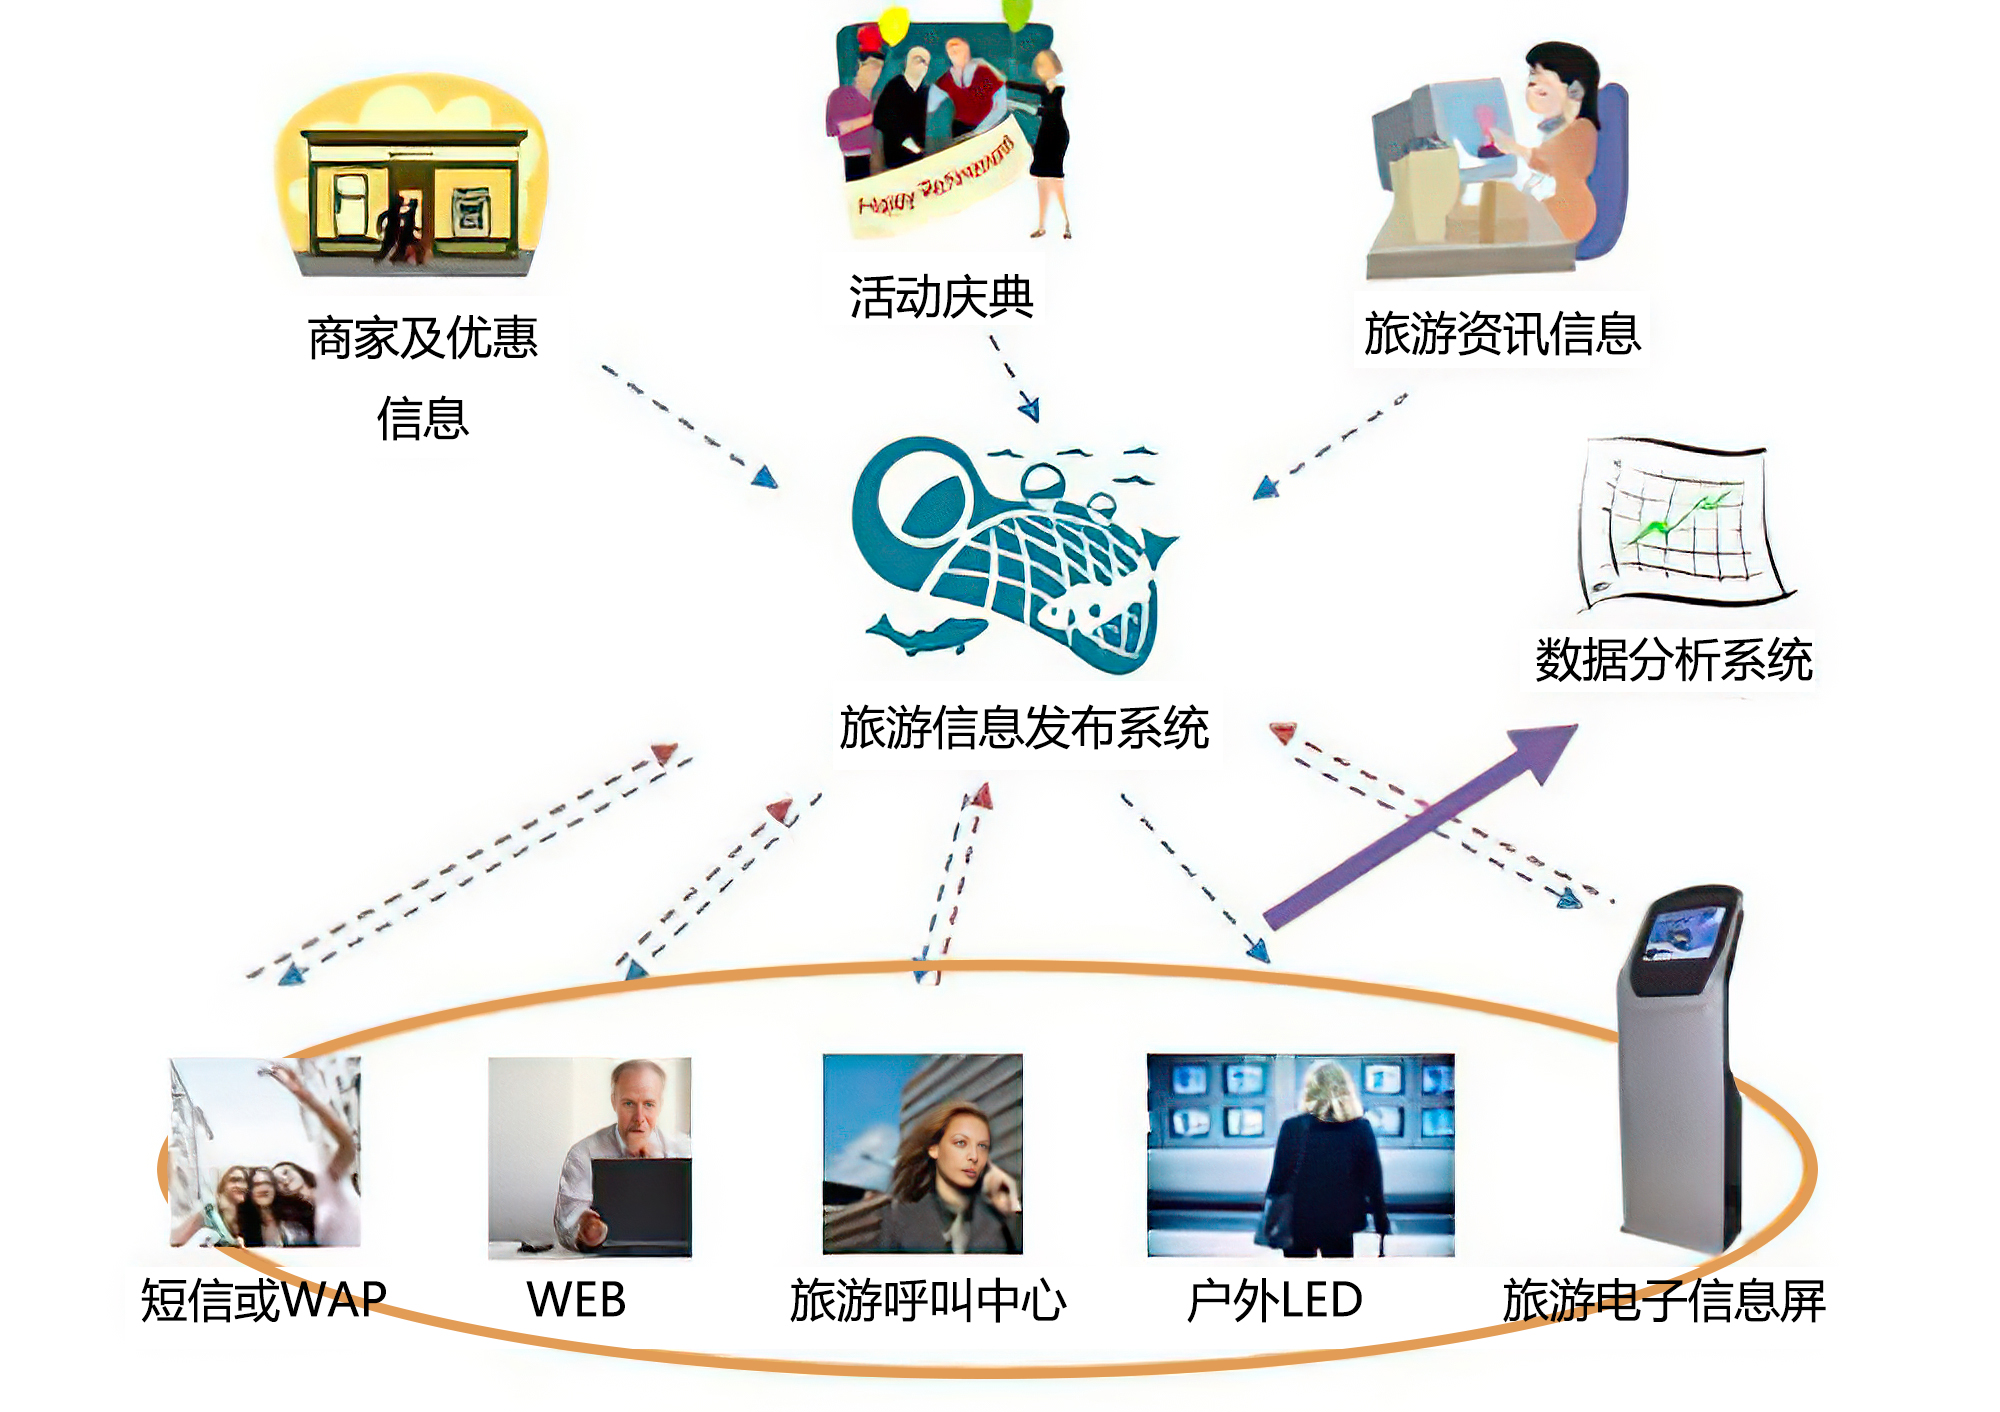 活动庆典
商家及优惠
信息
旅游资讯信息
数据分析系统
旅游信息发布系统
短信或WAP
WEB
旅游呼叫中心
户外LED
旅游电子信息屏